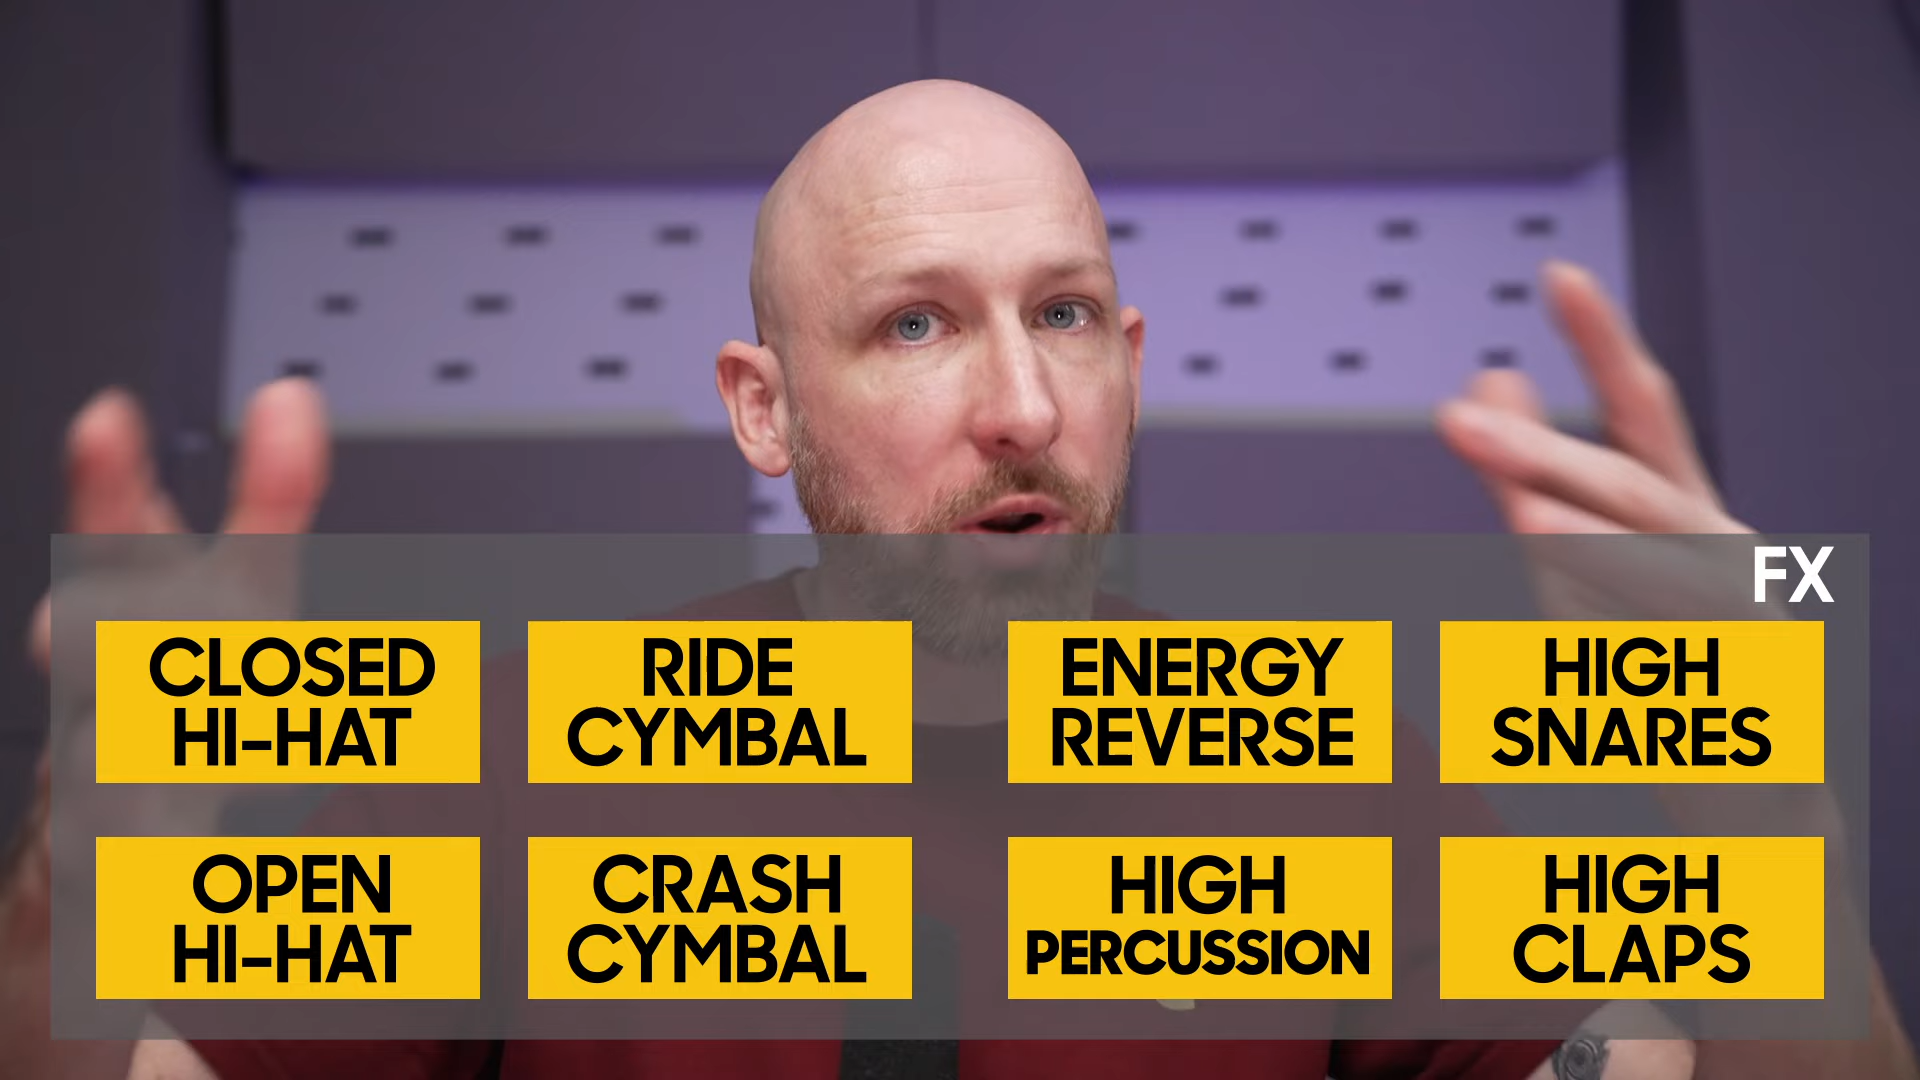 FX
CLOSED
HI-HAT
RIDE
CYMBAL
ENERGY
REVERSE
HIGH
SNARES
OPEN
HI-HAT
CRASH
CYMBAL
HIGH
PERCUSSION
HIGH
CLAPS